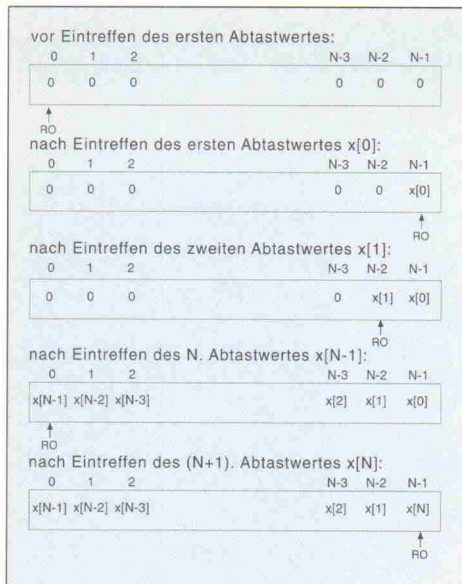 vor Eintreffen des ersten Abtastwertes:
0 1 2 N-3 N-2 N-1
0 0 0 0 0 0
RO
nach Eintreffen des ersten Abtastwertes x[0]:
0 1 2 N-3 N-2 N-1
0 0 0 0 0 x[0]
RO
nach Eintreffen des zweiten Abtastwertes x[1]:
0 1 2 N-3 N-2 N-1
0 0 0 0 x[1] x[0]
RO
nach Eintreffen des N. Abtastwertes x[N-1]:
0 1 2 N-3 N-2 N-1
x[N-1] x[N-2] x[N-3] x[2] x[1] x[0]
RO
nach Eintreffen des (N+1). Abtastwertes x[N]:
0 1 2 N-3 N-2 N-1
x[N-1] x[N-2] x[N-3] x[2] x[1] x[N]
RO